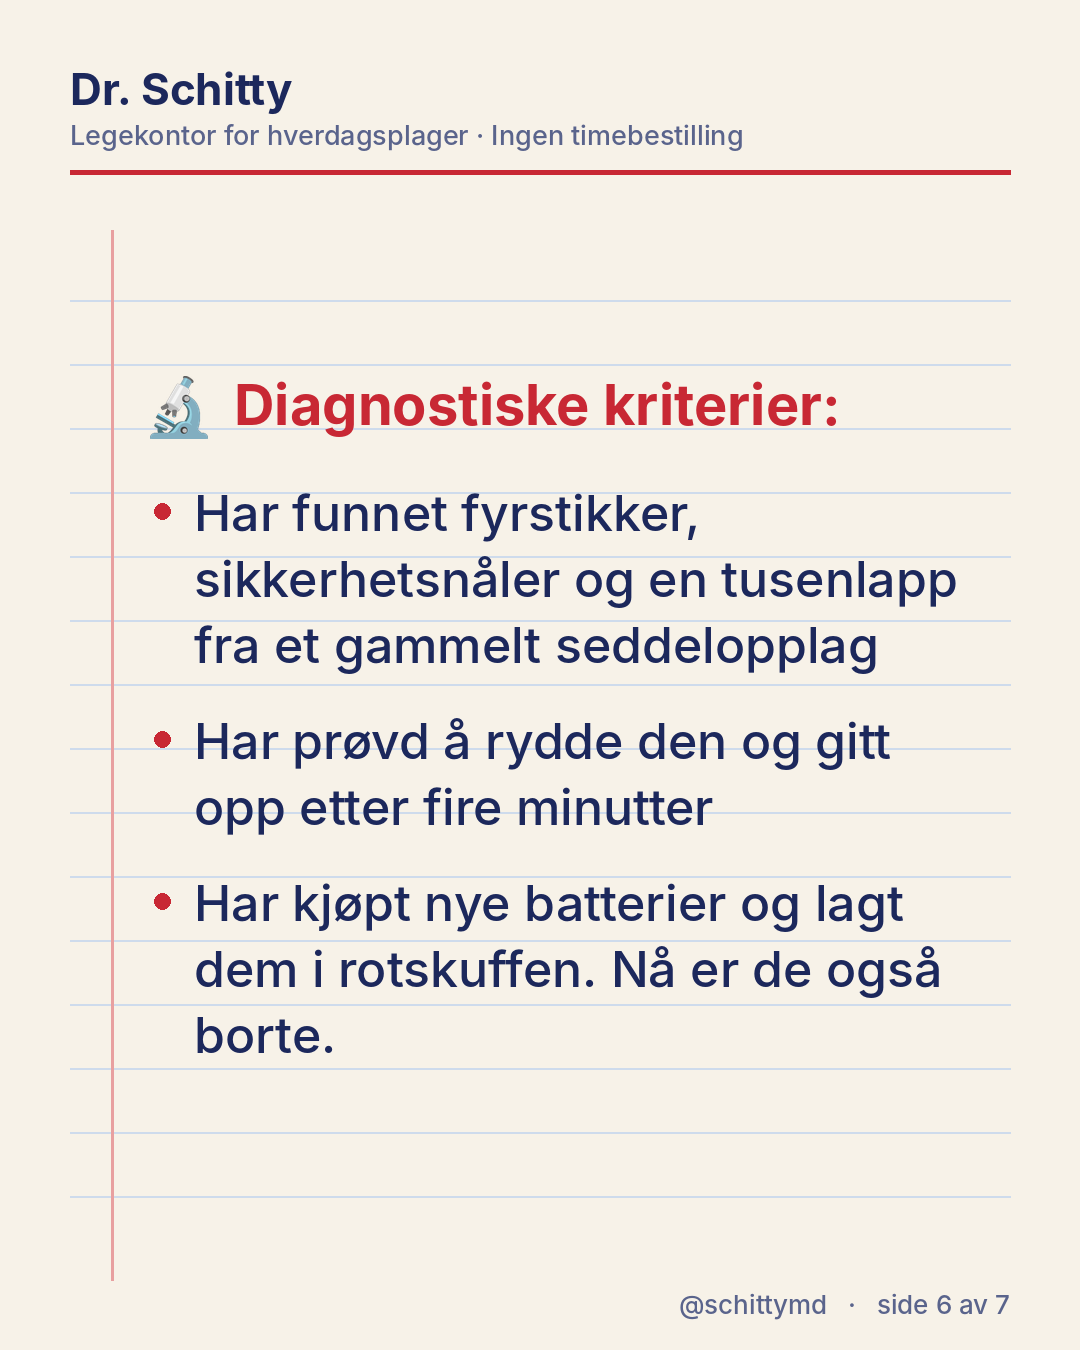 Dr. Schitty
Legekontor for hverdagsplager · Ingen timebestilling
🔬 Diagnostiske kriterier:
• Har funnet fyrstikker,
sikkerhetsnåler og en tusenlapp
fra et gammelt seddelopplag
• Har prøvd å rydde den og gitt
opp etter fire minutter
• Har kjøpt nye batterier og lagt
dem i rotskuffen. Nå er de også
borte.
@schittymd · side 6 av 7